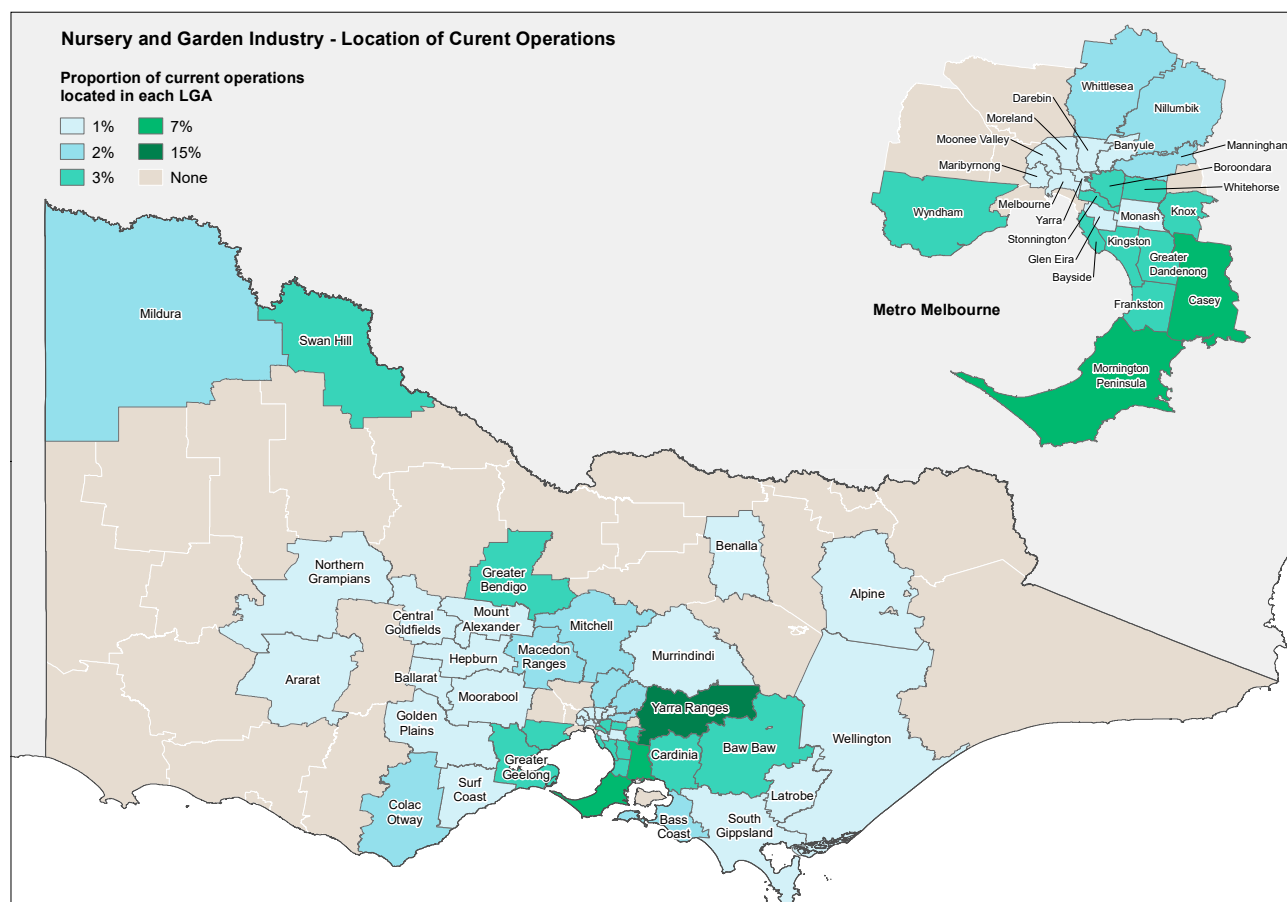 Nursery and Garden Industry - Location of Curent Operations
Proportion of current operations
located in each LGA
1%
7%
2%
15%
3%
None
Whittlesea
Darebin
Nillumbik
Moreland
Moonee Valley
Banyule
Manningham
Maribyrnong
Boroondara
Whitehorse
Melbourne
Wyndham
Yarra
Monash
Knox
Stonnington
Kingston
Glen Eira
Greater
Dandenong
Bayside
Frankston
Casey
Metro Melbourne
Mornington
Peninsula
Mildura
Swan Hill
Benalla
Northern
Grampians
Greater
Bendigo
Alpine
Central
Goldfields
Mount
Alexander
Mitchell
Hepburn
Macedon
Ranges
Murrindindi
Ararat
Ballarat
Moorabool
Yarra Ranges
Golden
Plains
Wellington
Greater
Geelong
Cardinia
Baw Baw
Surf
Coast
Latrobe
Colac
Otway
Bass
Coast
South
Gippsland